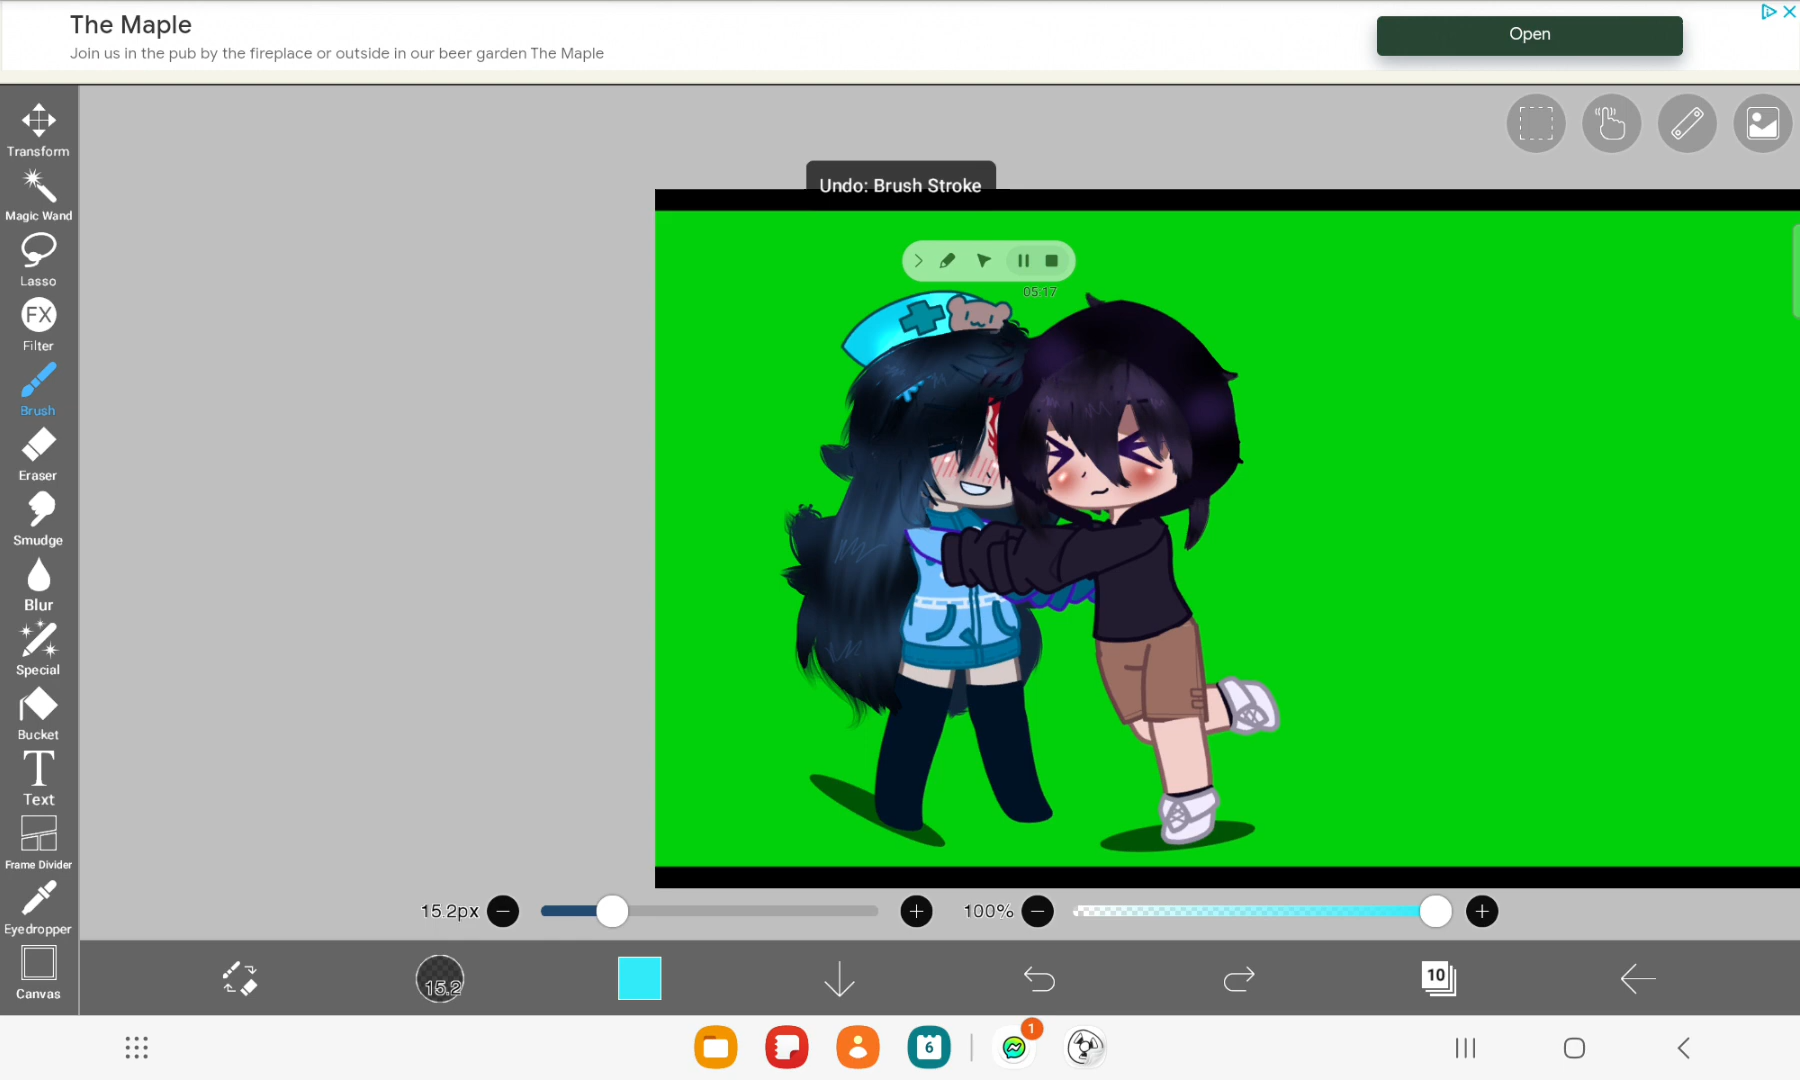 The Maple
Join us in the pub by the fireplace or outside in our beer garden The Maple
Open
Transform
Undo: Brush Stroke
Magic Wand
Lasso
05:17
FX
Filter
Brush
Eraser
Smudge
Blur
Special
Bucket
T
Text
Frame Divider
Eyedropper
15.2px
100%
Canvas
15.2
10
6
1